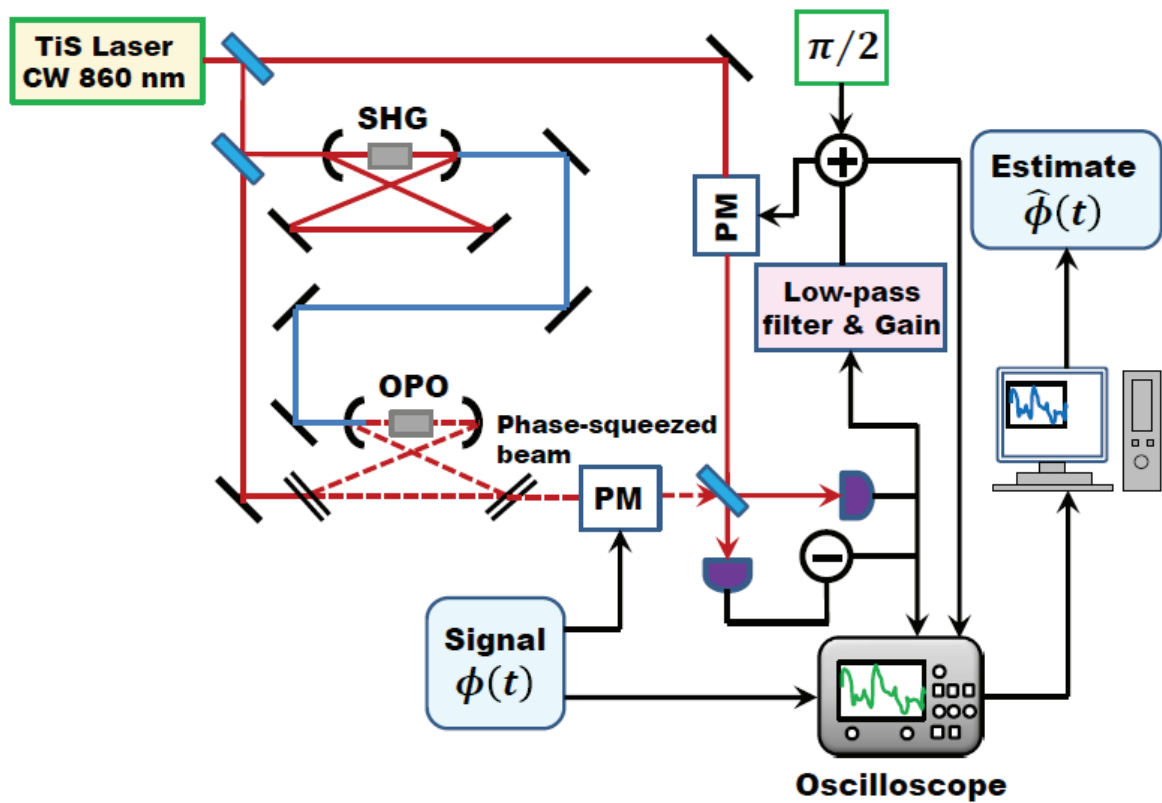 TiS Laser
CW 860 nm
π/2
SHG
+
Estimate
φ̂(t)
PM
Low-pass
filter & Gain
OPO
Phase-squeezed
beam
PM
−
Signal
ϕ(t)
Oscilloscope